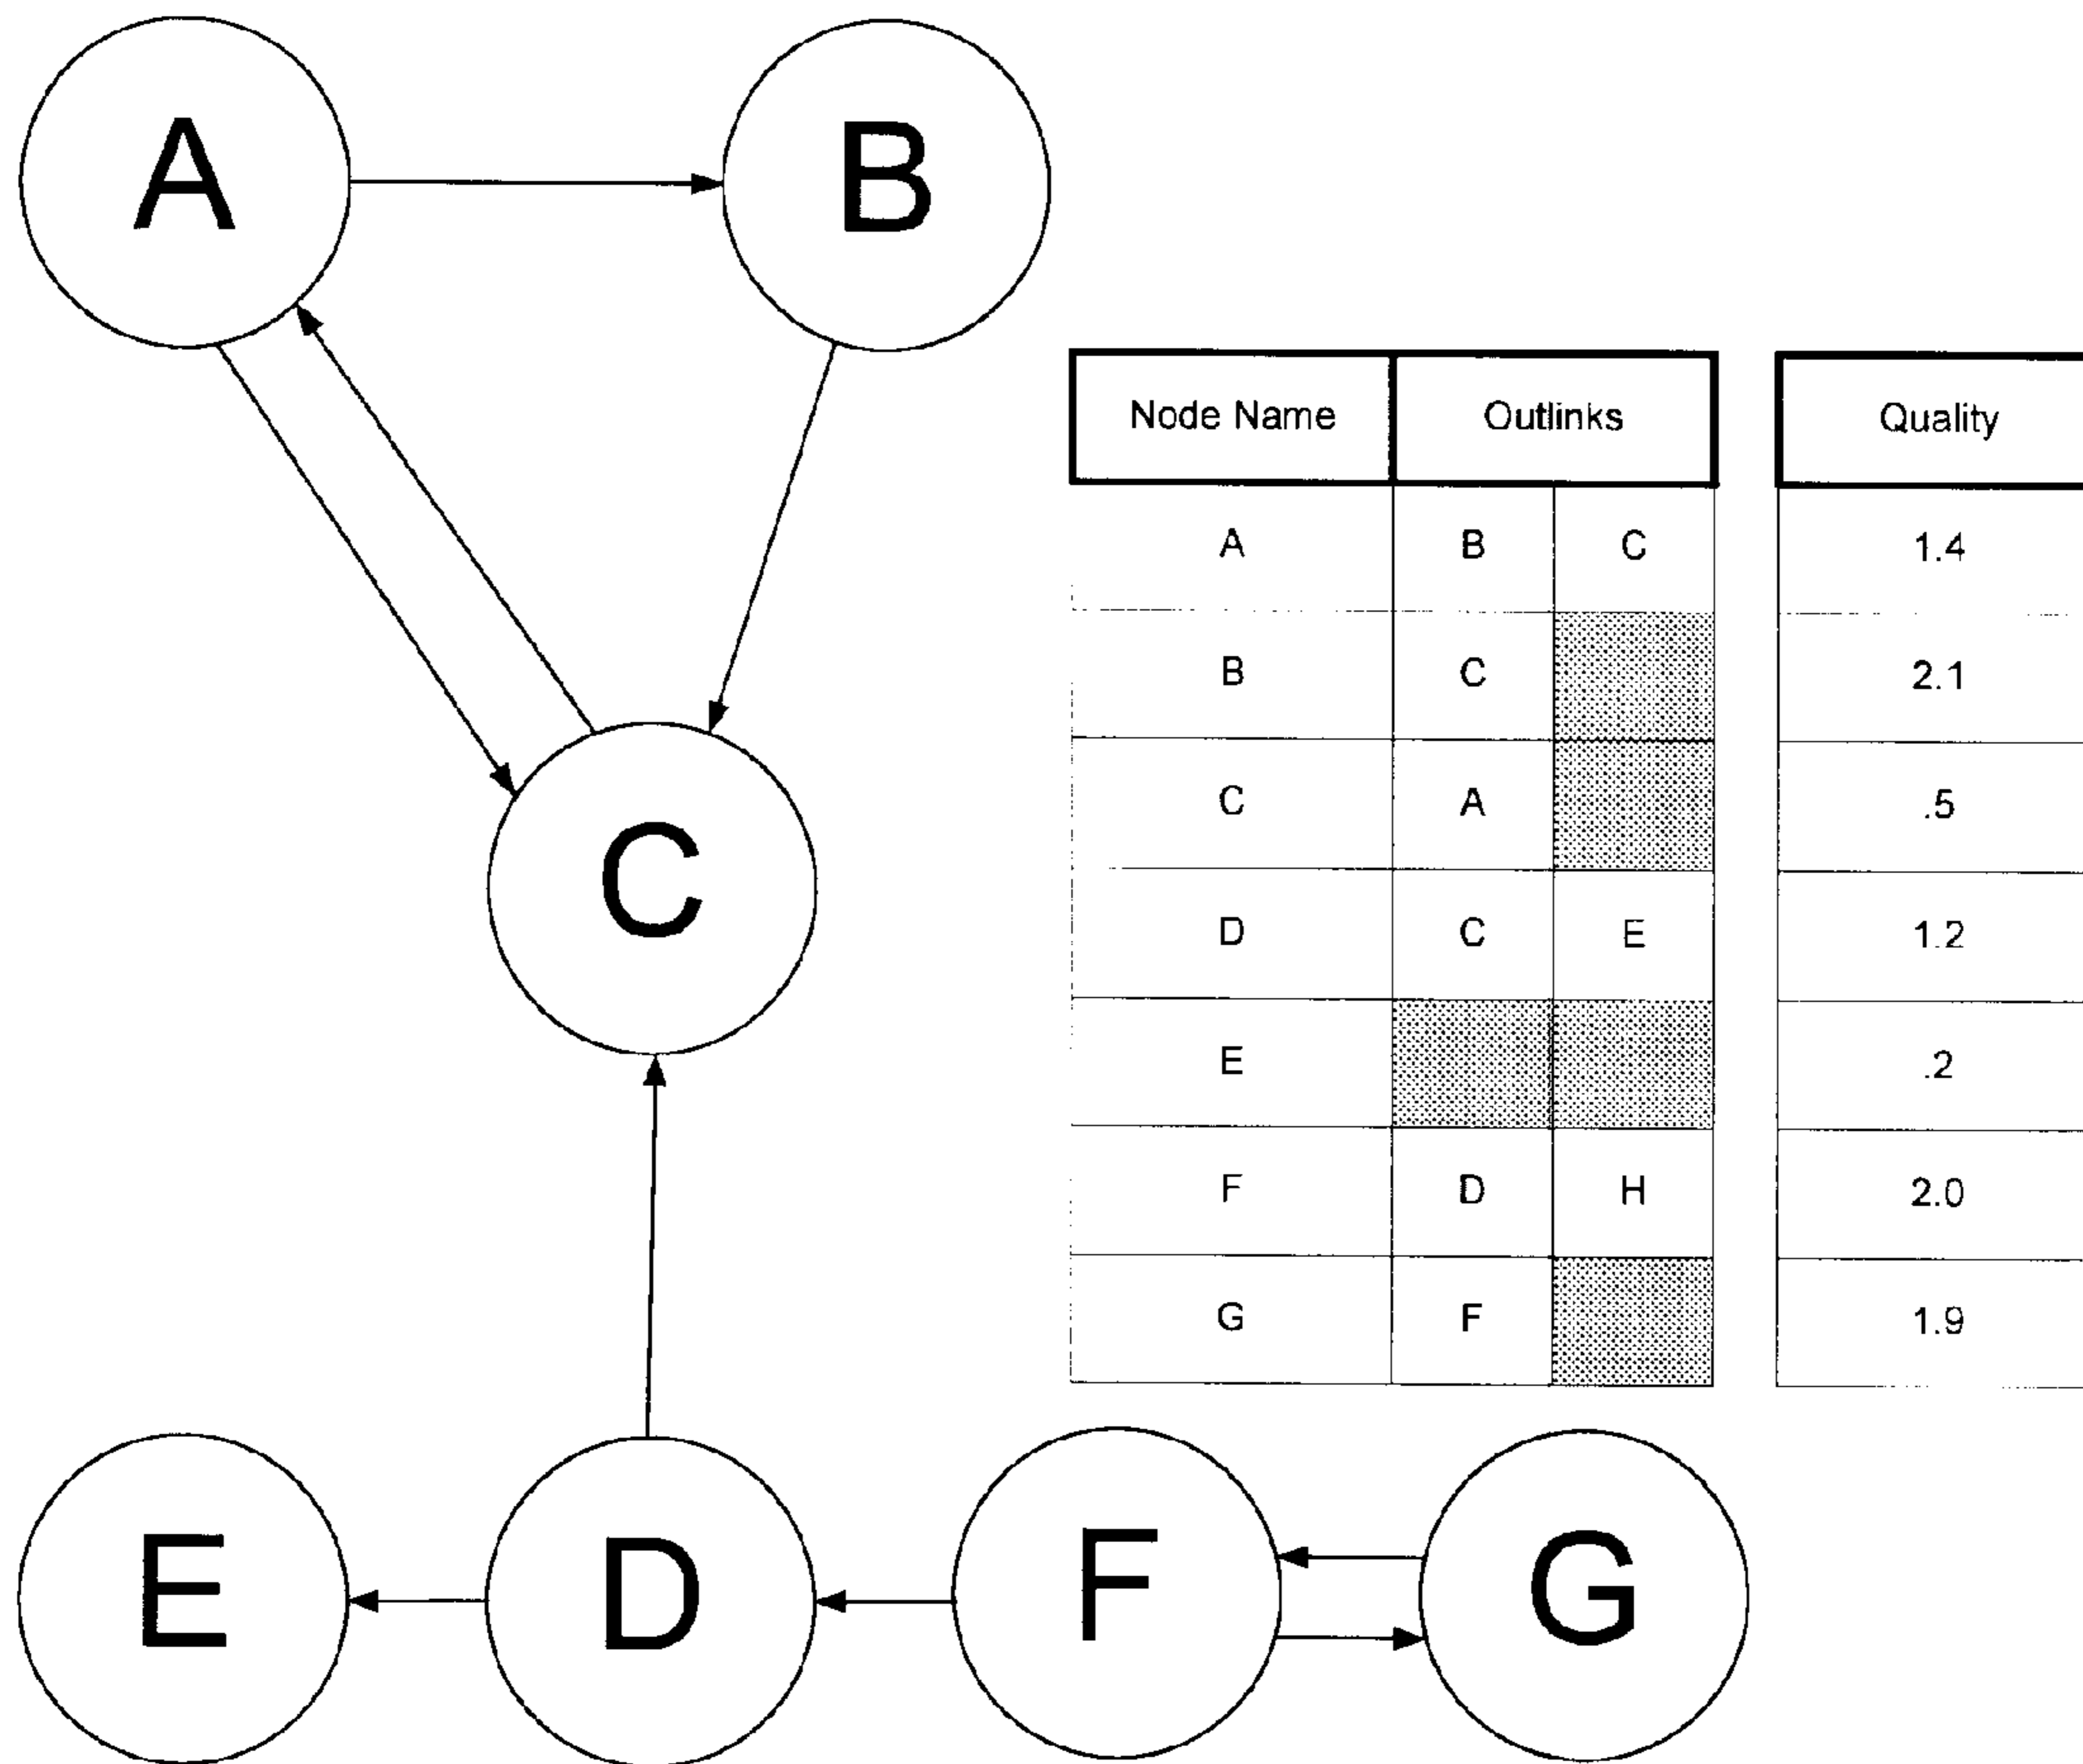 A B
Node Name Outlinks Quality
A B C 1.4
B C 2.1
C A .5
D C E 1.2
E .2
F D H 2.0
G F 1.9
C
E D F G